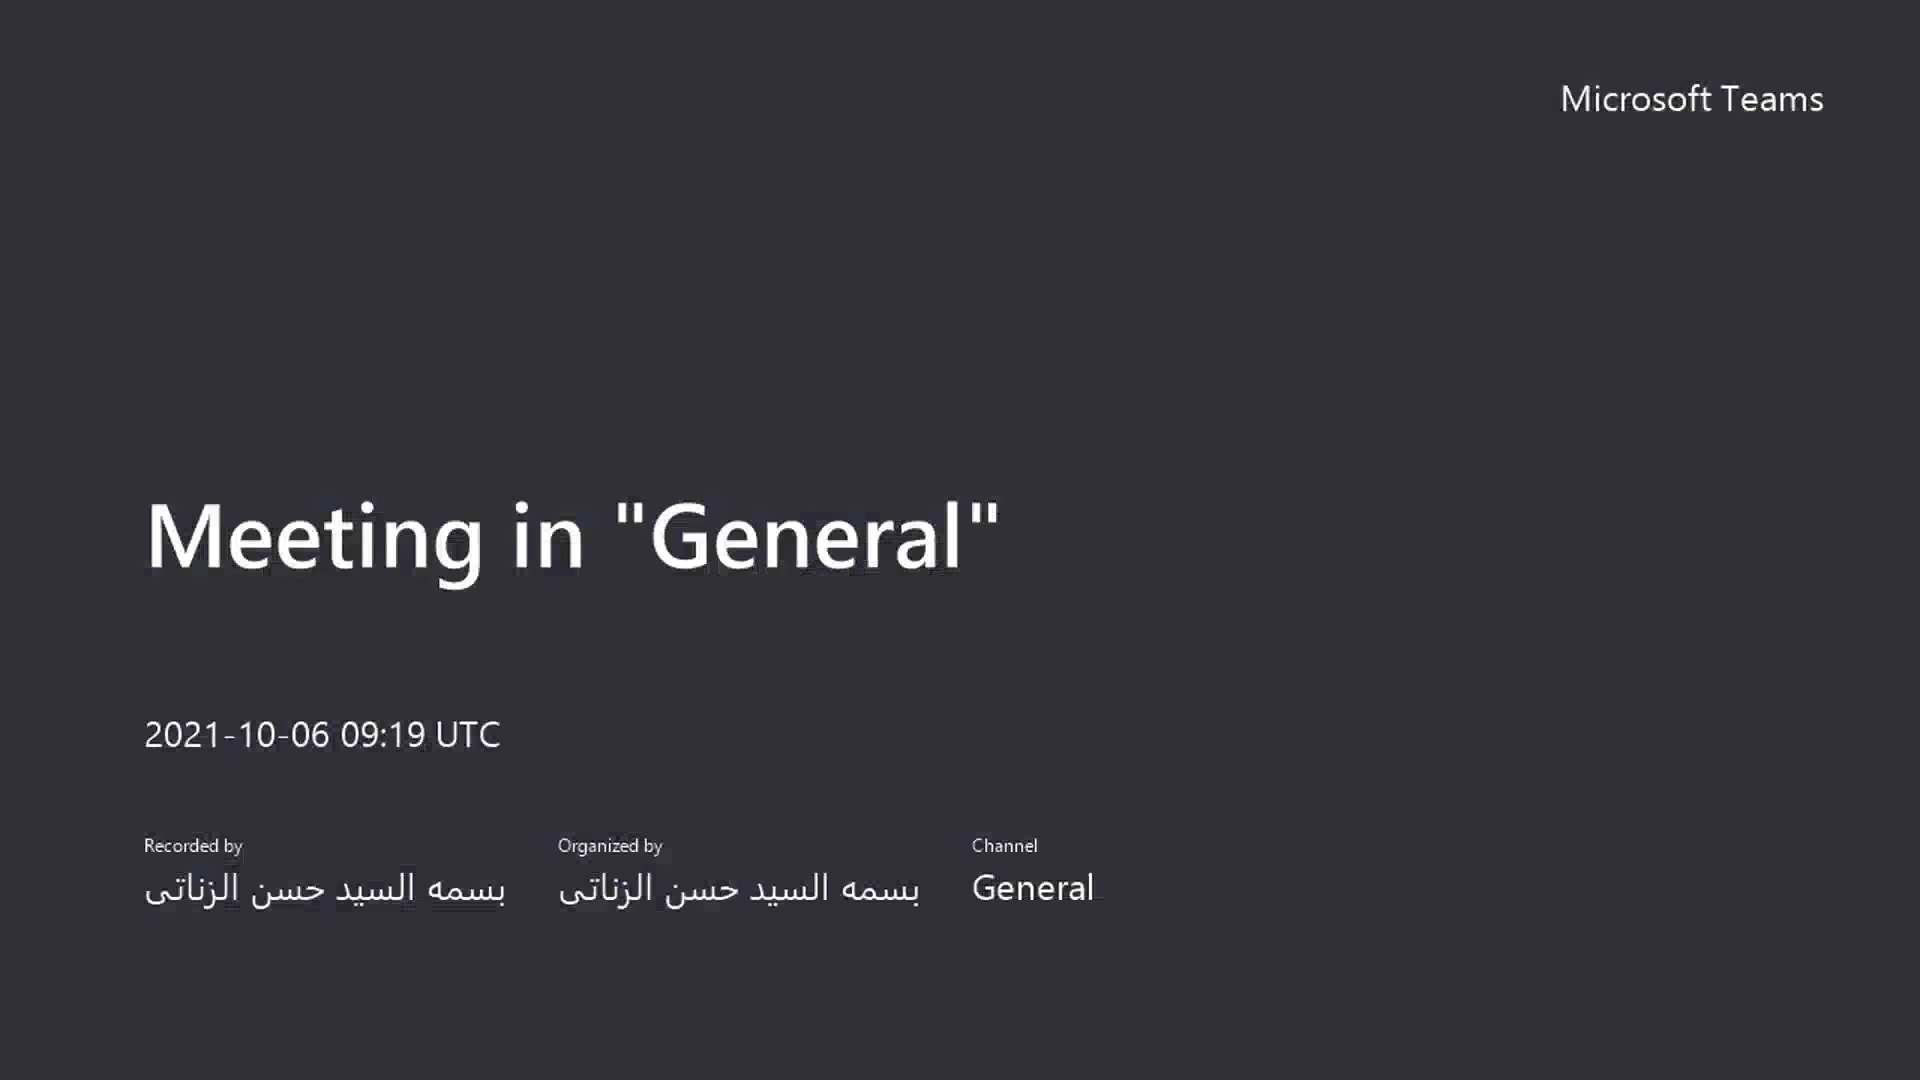 Microsoft Teams
Meeting in "General"
2021-10-06 09:19 UTC
Recorded by
بسمه السيد حسن الزناتى
Organized by
بسمه السيد حسن الزناتى
Channel
General